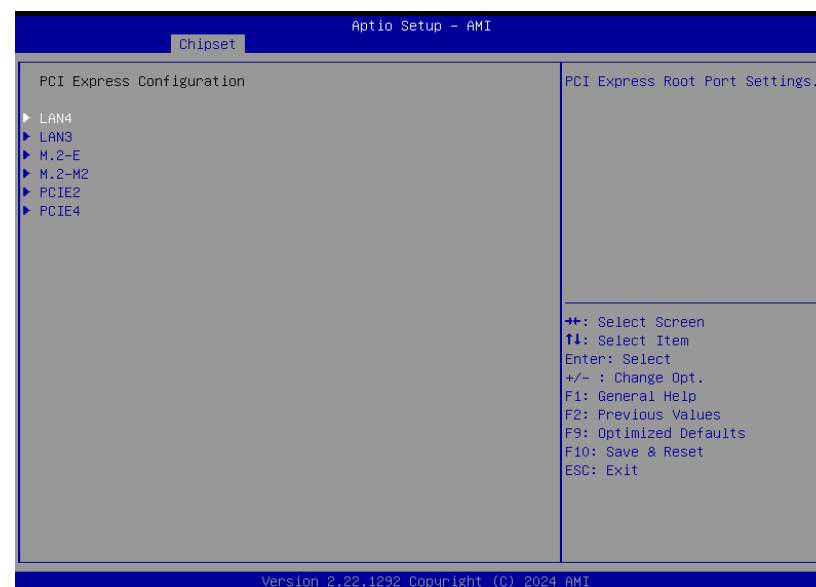 Aptio Setup – AMI
Chipset
PCI Express Configuration
PCI Express Root Port Settings.
▶ LAN4
▶ LAN3
▶ M.2-E
▶ M.2-M2
▶ PCIE2
▶ PCIE4
→←: Select Screen
↑↓: Select Item
Enter: Select
+/- : Change Opt.
F1: General Help
F2: Previous Values
F9: Optimized Defaults
F10: Save & Reset
ESC: Exit
Version 2.22.1292 Copyright (C) 2024 AMI